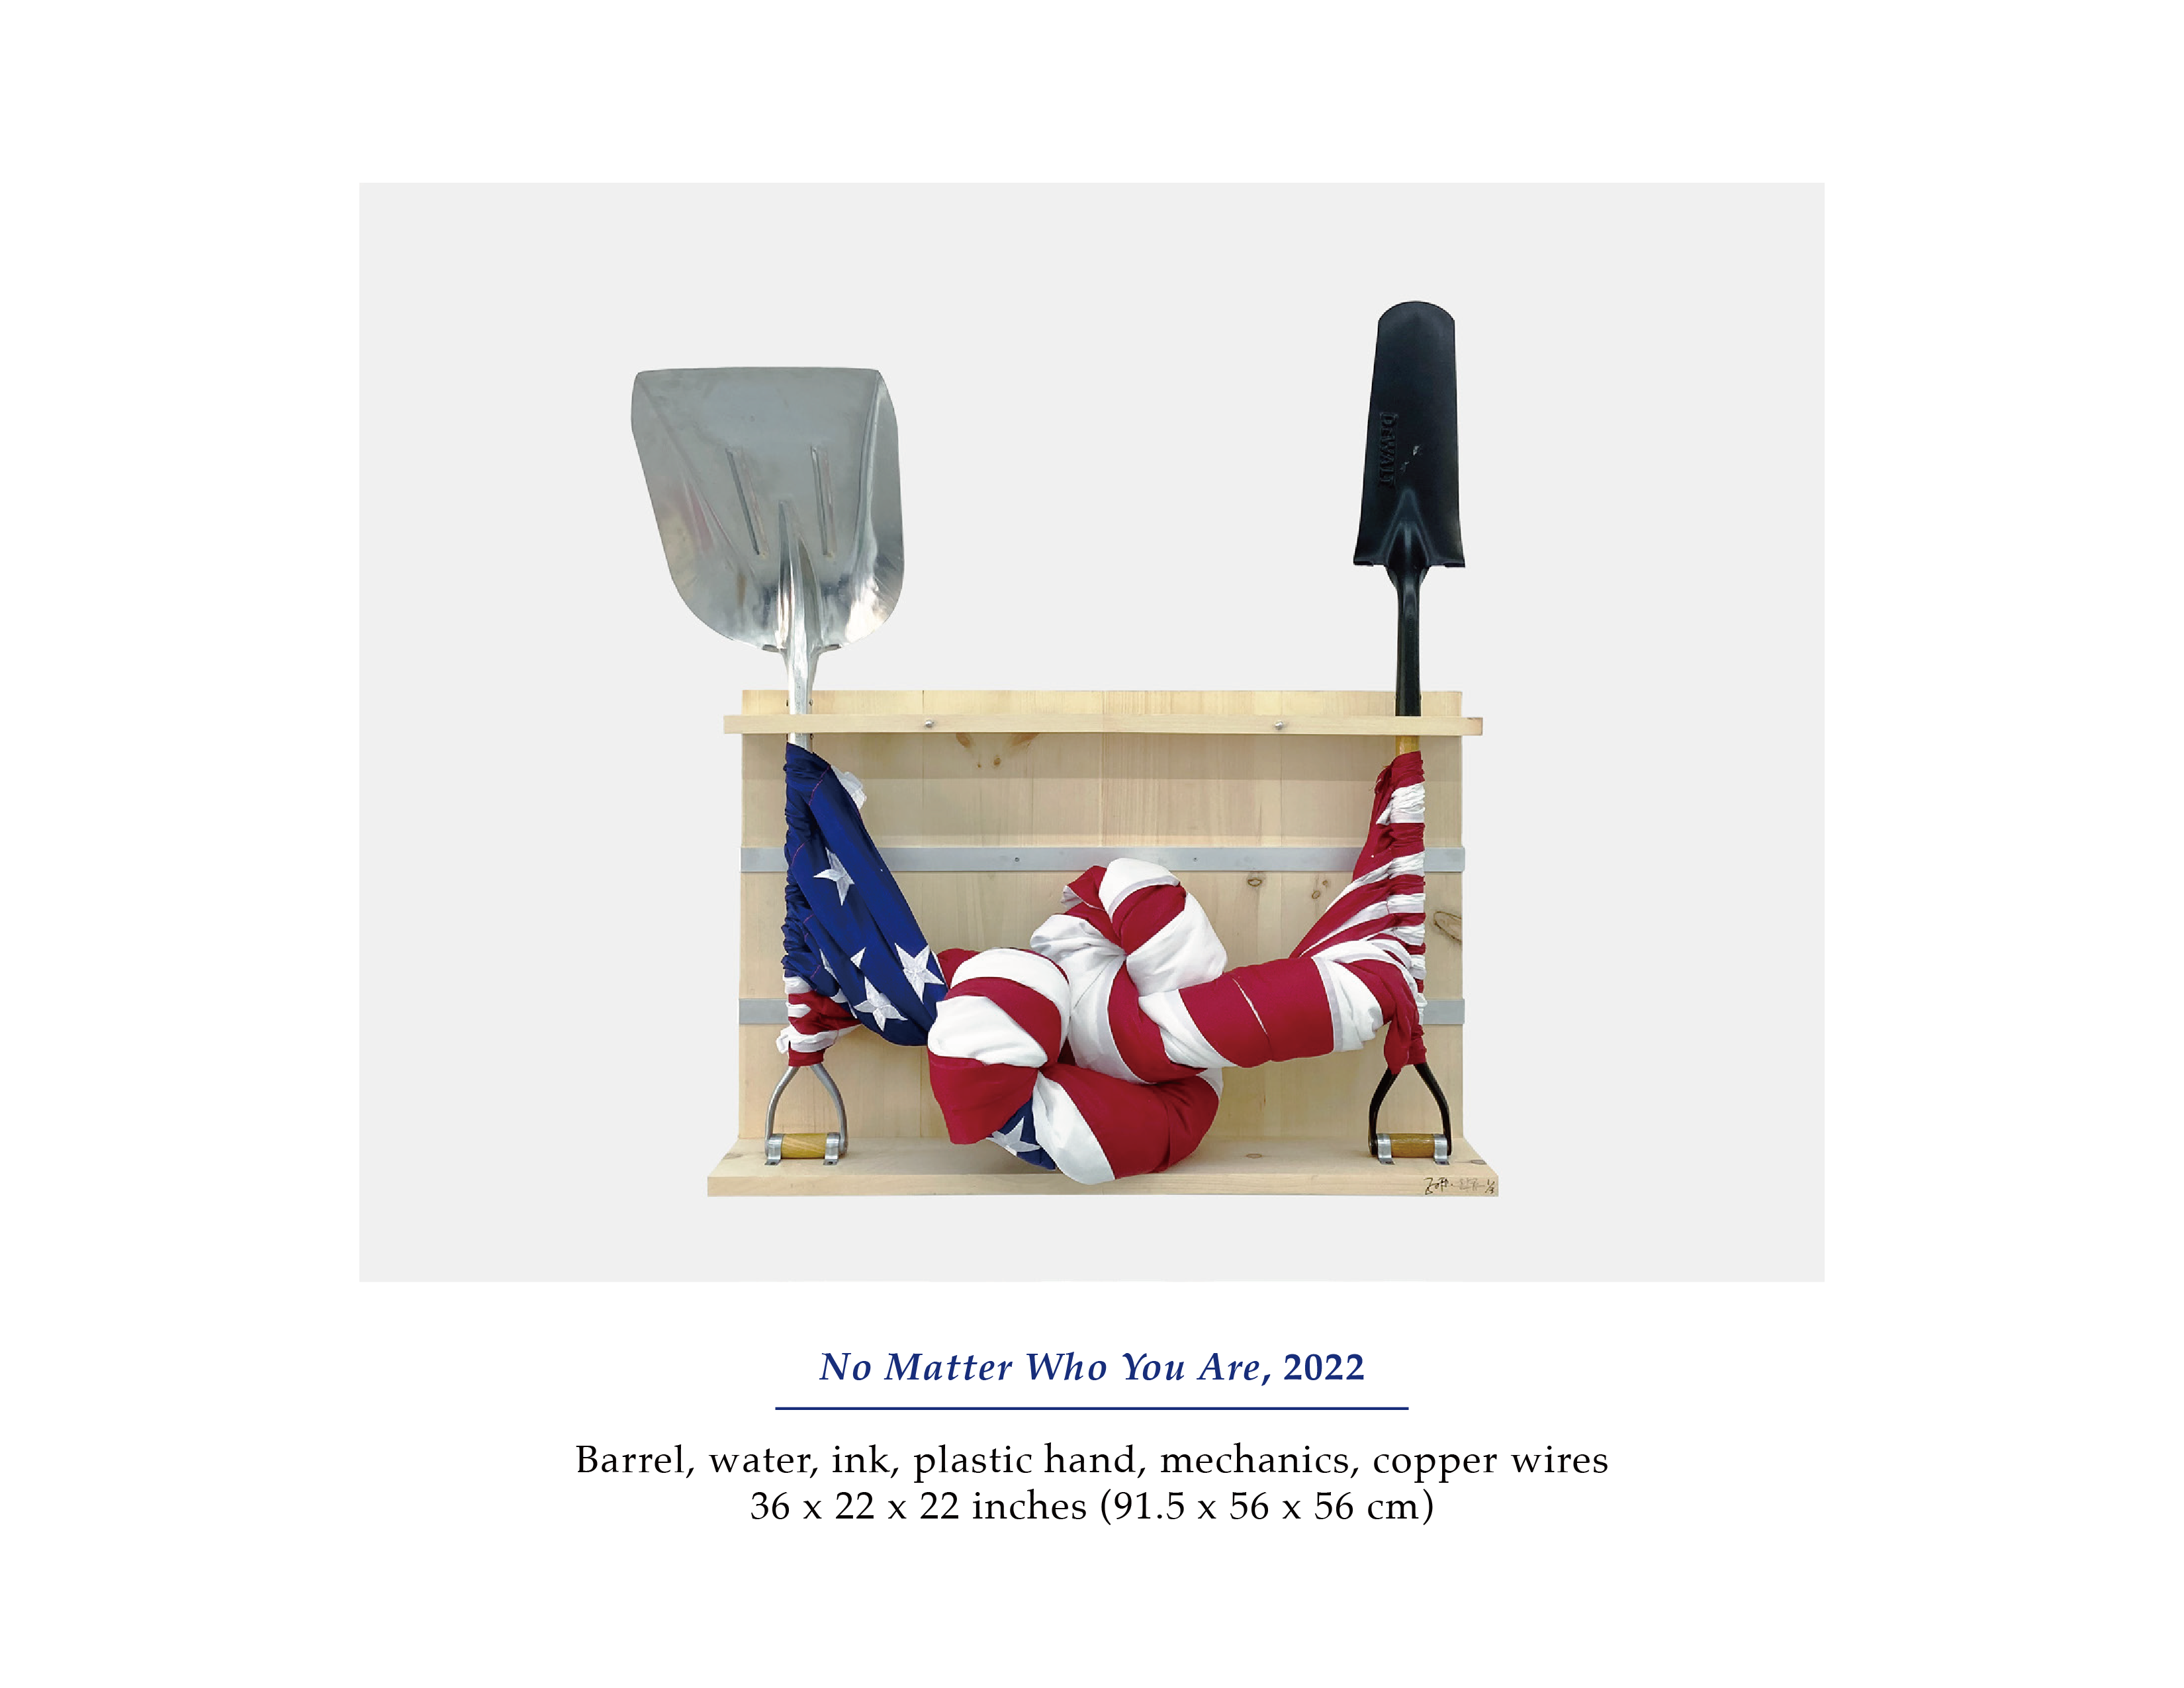 DEWALT
No Matter Who You Are, 2022
Barrel, water, ink, plastic hand, mechanics, copper wires
36 x 22 x 22 inches (91.5 x 56 x 56 cm)